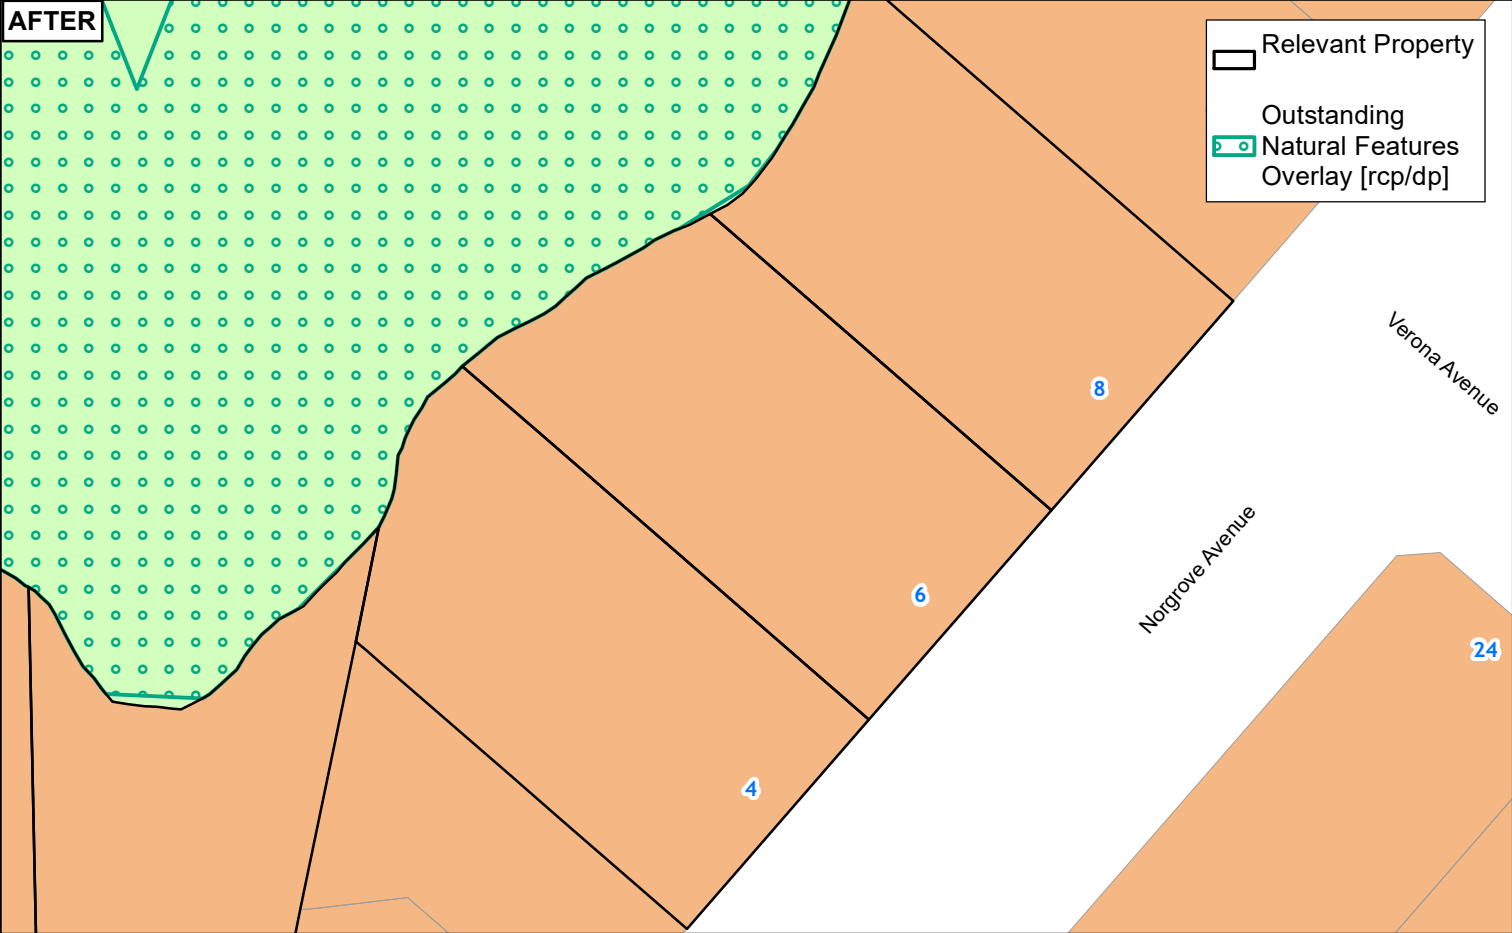 AFTER
Relevant Property
Outstanding
Natural Features
Overlay [rcp/dp]
Verona Avenue
8
Norgrove Avenue
6
24
4